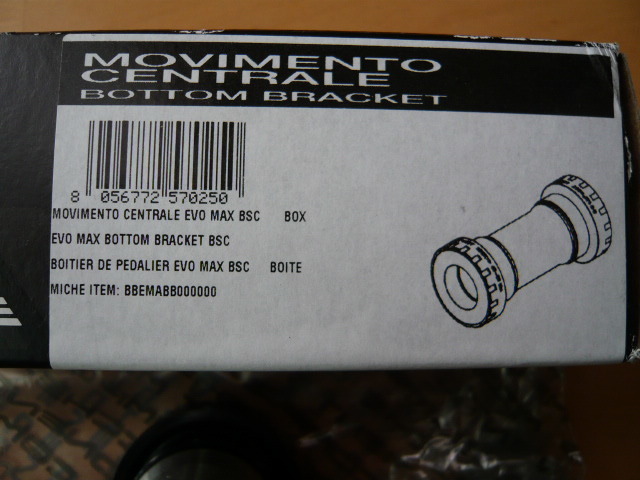 MOVIMENTO
CENTRALE
BOTTOM BRACKET
8 056772 570250
MOVIMENTO CENTRALE EVO MAX BSC BOX
EVO MAX BOTTOM BRACKET BSC
BOITIER DE PEDALIER EVO MAX BSC BOITE
MICHE ITEM: BBEMABB000000